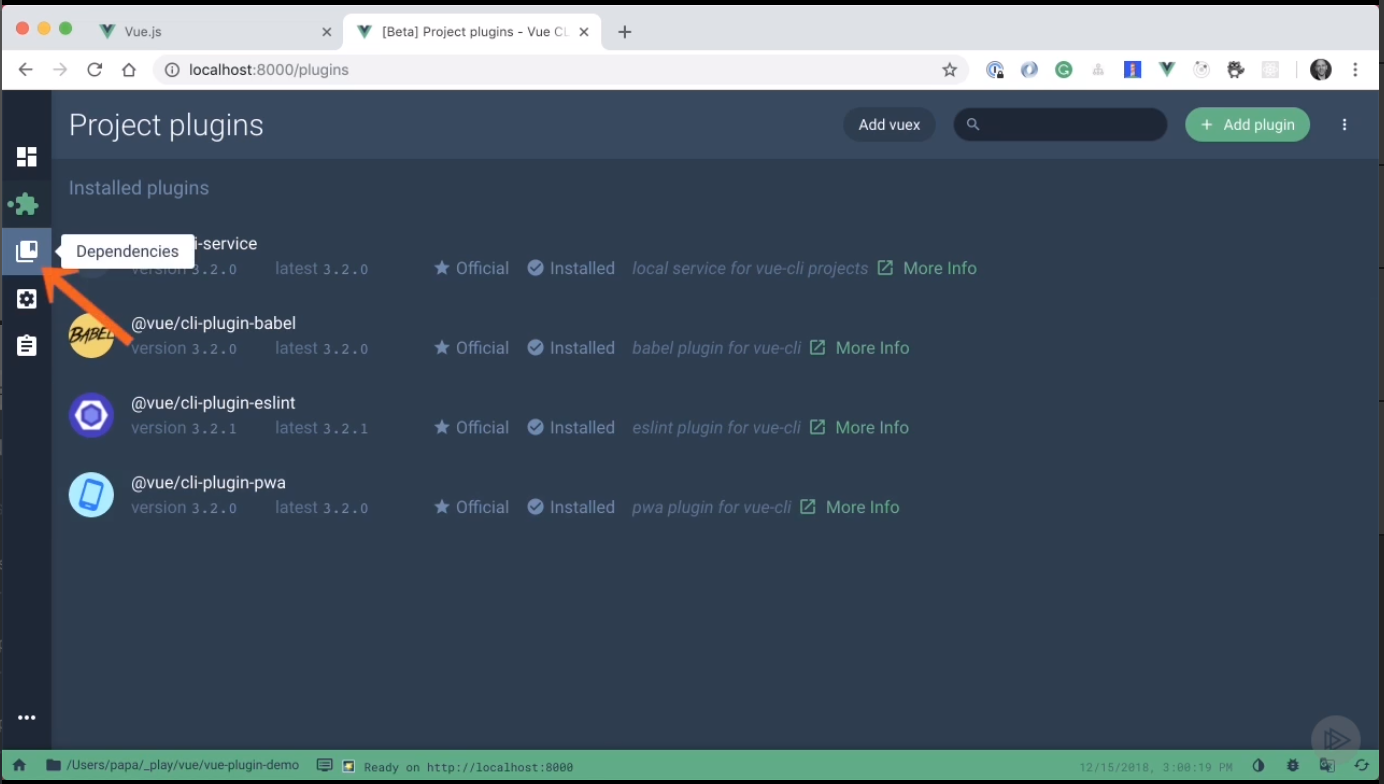 Vue.js
[Beta] Project plugins - Vue CL
localhost:8000/plugins
Project plugins
Add vuex
+ Add plugin
Installed plugins
i-service
Dependencies
version 3.2.0 latest 3.2.0 Official Installed local service for vue-cli projects More Info
@vue/cli-plugin-babel
BABEL
version 3.2.0 latest 3.2.0 Official Installed babel plugin for vue-cli More Info
@vue/cli-plugin-eslint
version 3.2.1 latest 3.2.1 Official Installed eslint plugin for vue-cli More Info
@vue/cli-plugin-pwa
version 3.2.0 latest 3.2.0 Official Installed pwa plugin for vue-cli More Info
/Users/papa/_play/vue/vue-plugin-demo Ready on http://localhost:8000 12/15/2018, 3:00:19 PM